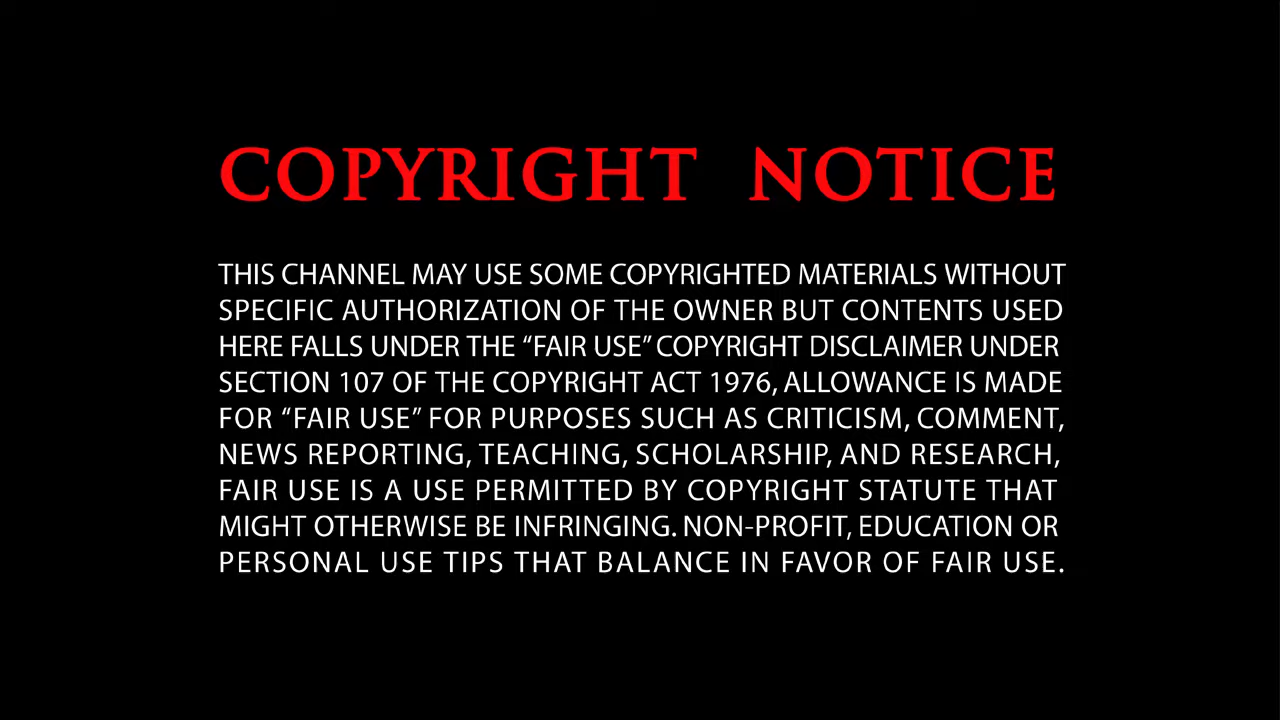 COPYRIGHT NOTICE
THIS CHANNEL MAY USE SOME COPYRIGHTED MATERIALS WITHOUT
SPECIFIC AUTHORIZATION OF THE OWNER BUT CONTENTS USED
HERE FALLS UNDER THE “FAIR USE” COPYRIGHT DISCLAIMER UNDER
SECTION 107 OF THE COPYRIGHT ACT 1976, ALLOWANCE IS MADE
FOR “FAIR USE” FOR PURPOSES SUCH AS CRITICISM, COMMENT,
NEWS REPORTING, TEACHING, SCHOLARSHIP, AND RESEARCH,
FAIR USE IS A USE PERMITTED BY COPYRIGHT STATUTE THAT
MIGHT OTHERWISE BE INFRINGING. NON-PROFIT, EDUCATION OR
PERSONAL USE TIPS THAT BALANCE IN FAVOR OF FAIR USE.